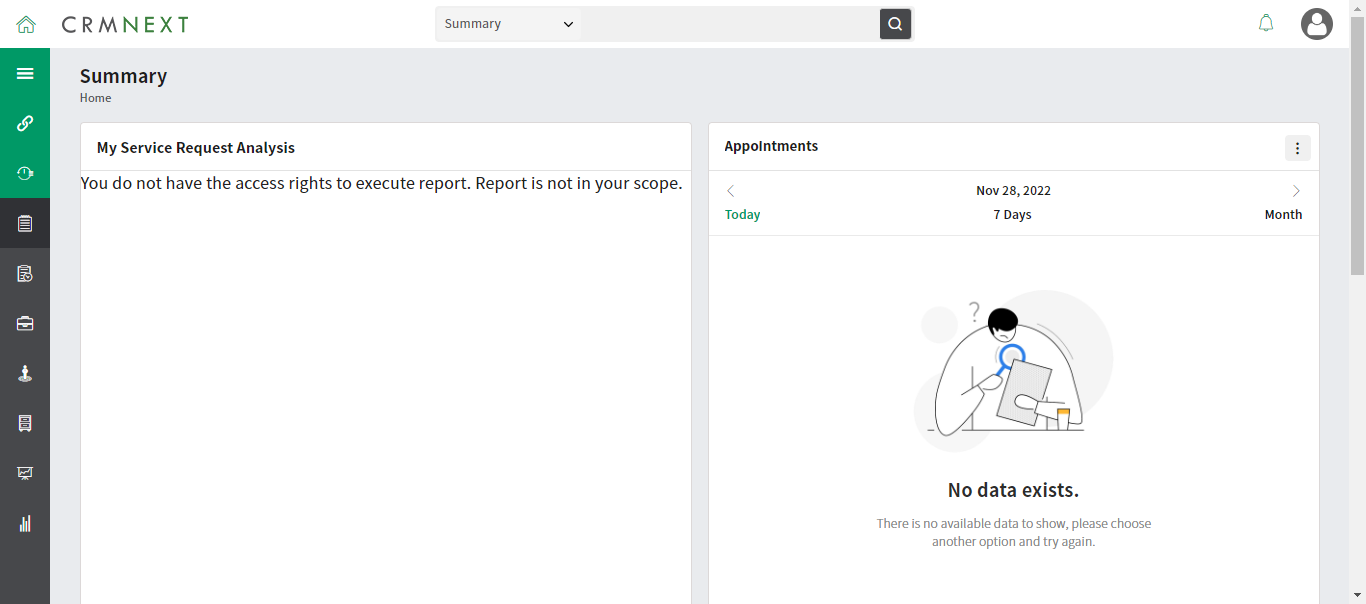 CRMNEXT
Summary
Summary
Home
My Service Request Analysis
You do not have the access rights to execute report. Report is not in your scope.
Appointments
Nov 28, 2022
Today
7 Days
Month
?
No data exists.
There is no available data to show, please choose
another option and try again.